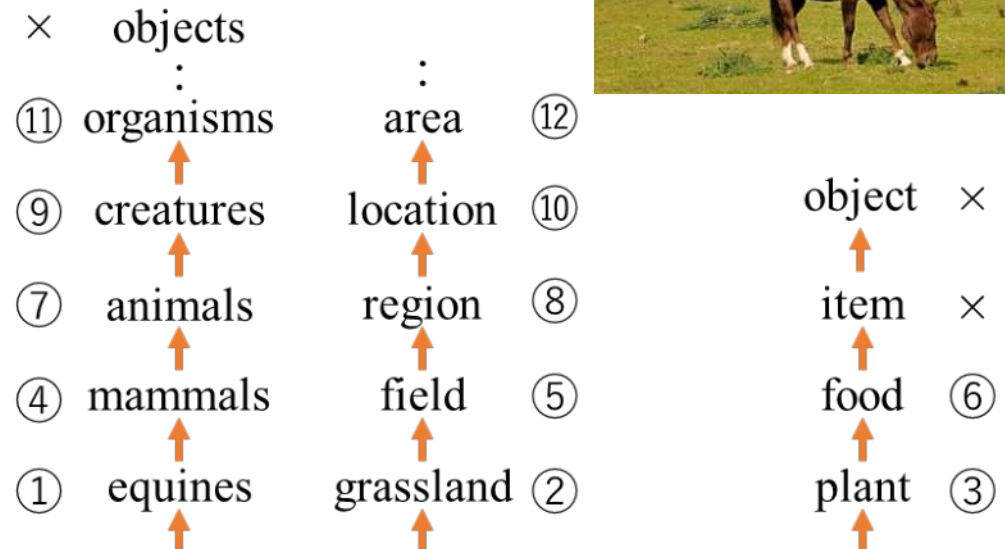 × objects
: :
⑪ organisms area ⑫
object ×
⑨ creatures location ⑩
⑦ animals region ⑧ item ×
④ mammals field ⑤ food ⑥
① equines grassland ② plant ③